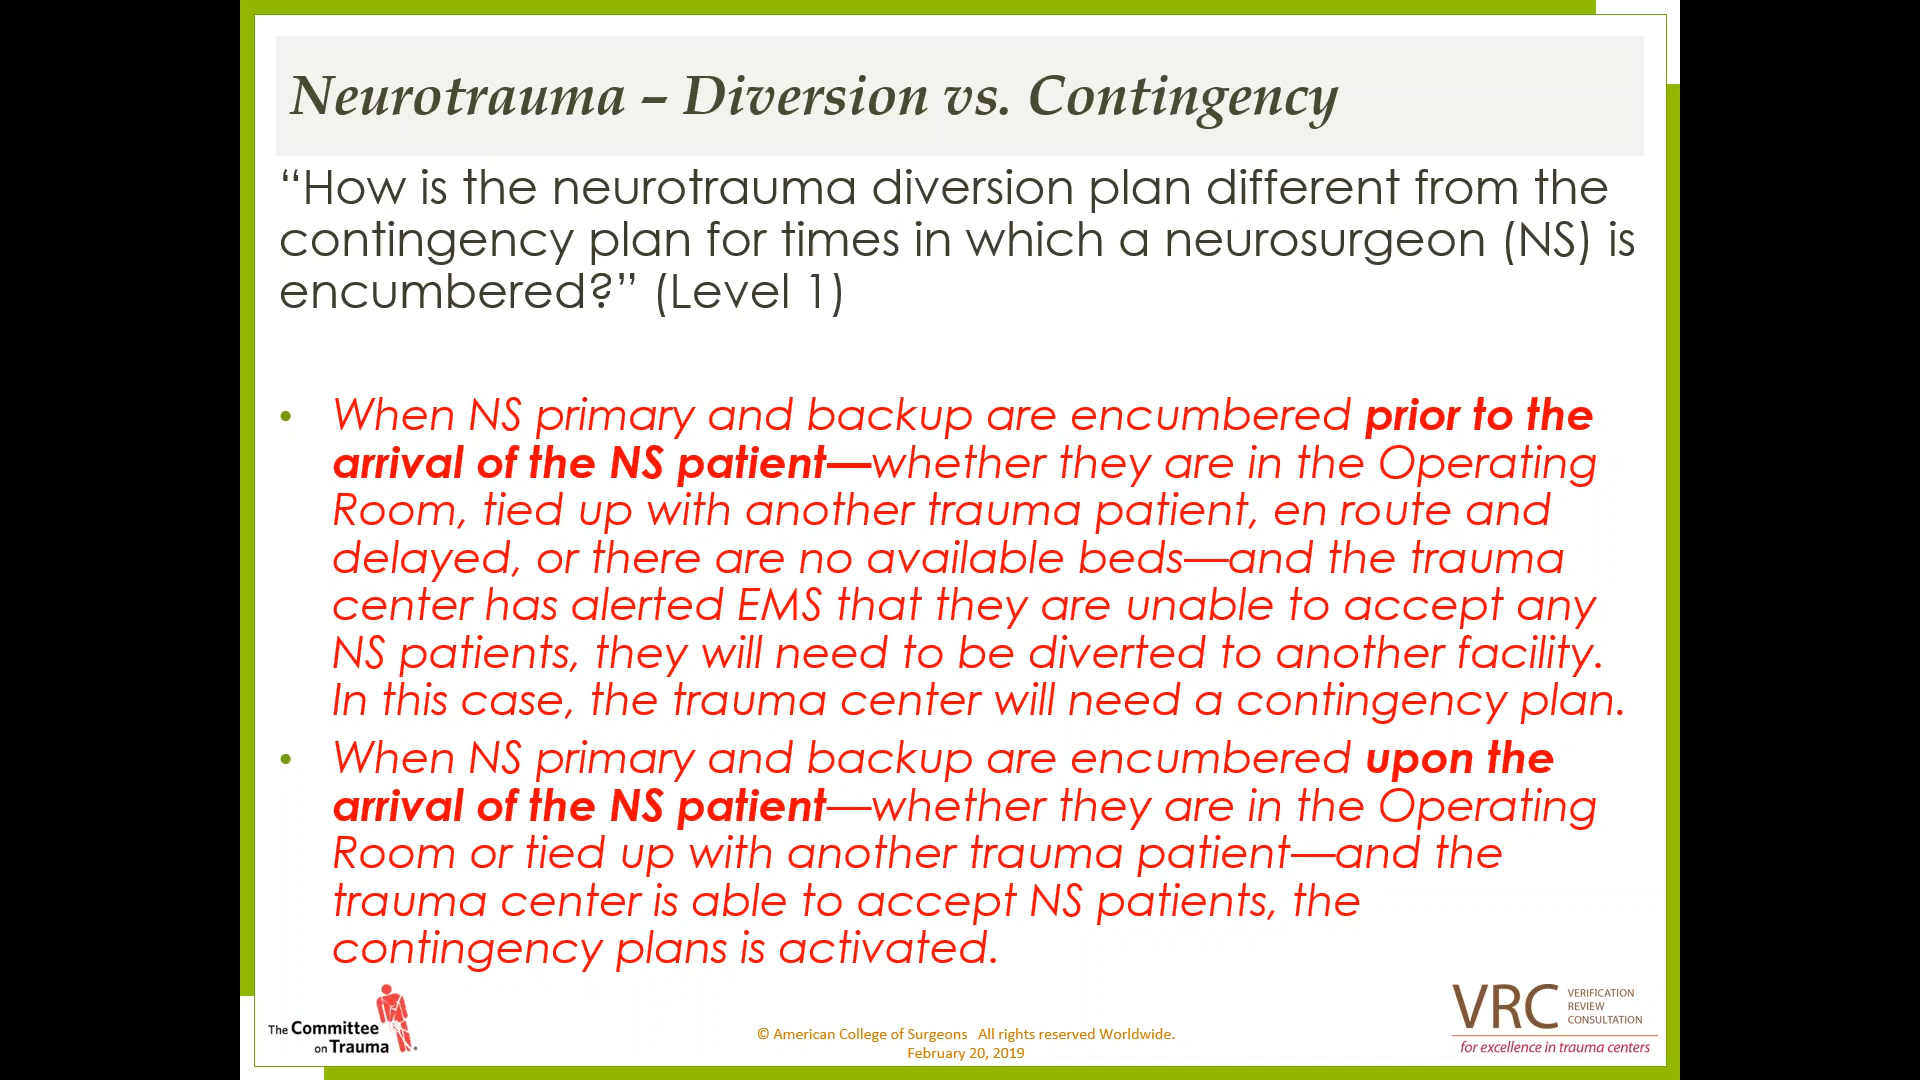 Neurotrauma – Diversion vs. Contingency
“How is the neurotrauma diversion plan different from the
contingency plan for times in which a neurosurgeon (NS) is
encumbered?” (Level 1)
• When NS primary and backup are encumbered prior to the
arrival of the NS patient—whether they are in the Operating
Room, tied up with another trauma patient, en route and
delayed, or there are no available beds—and the trauma
center has alerted EMS that they are unable to accept any
NS patients, they will need to be diverted to another facility.
In this case, the trauma center will need a contingency plan.
• When NS primary and backup are encumbered upon the
arrival of the NS patient—whether they are in the Operating
Room or tied up with another trauma patient—and the
trauma center is able to accept NS patients, the
contingency plans is activated.
The Committee
on Trauma
© American College of Surgeons All rights reserved Worldwide.
February 20, 2019
VRC
VERIFICATION
REVIEW
CONSULTATION
for excellence in trauma centers